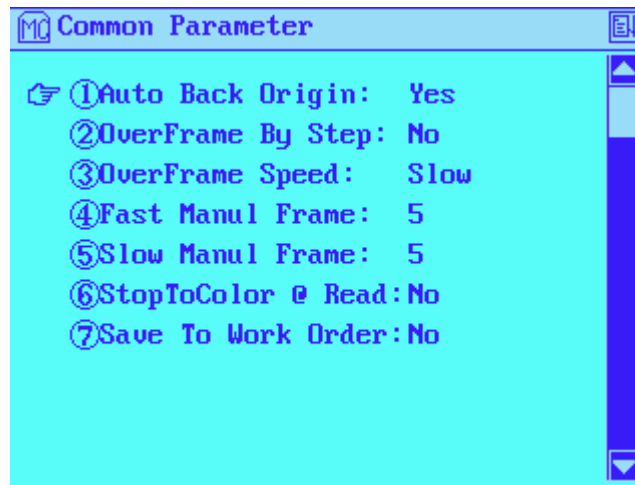 MC Common Parameter
①Auto Back Origin: Yes
②OverFrame By Step: No
③OverFrame Speed: Slow
④Fast Manul Frame: 5
⑤Slow Manul Frame: 5
⑥StopToColor @ Read:No
⑦Save To Work Order:No